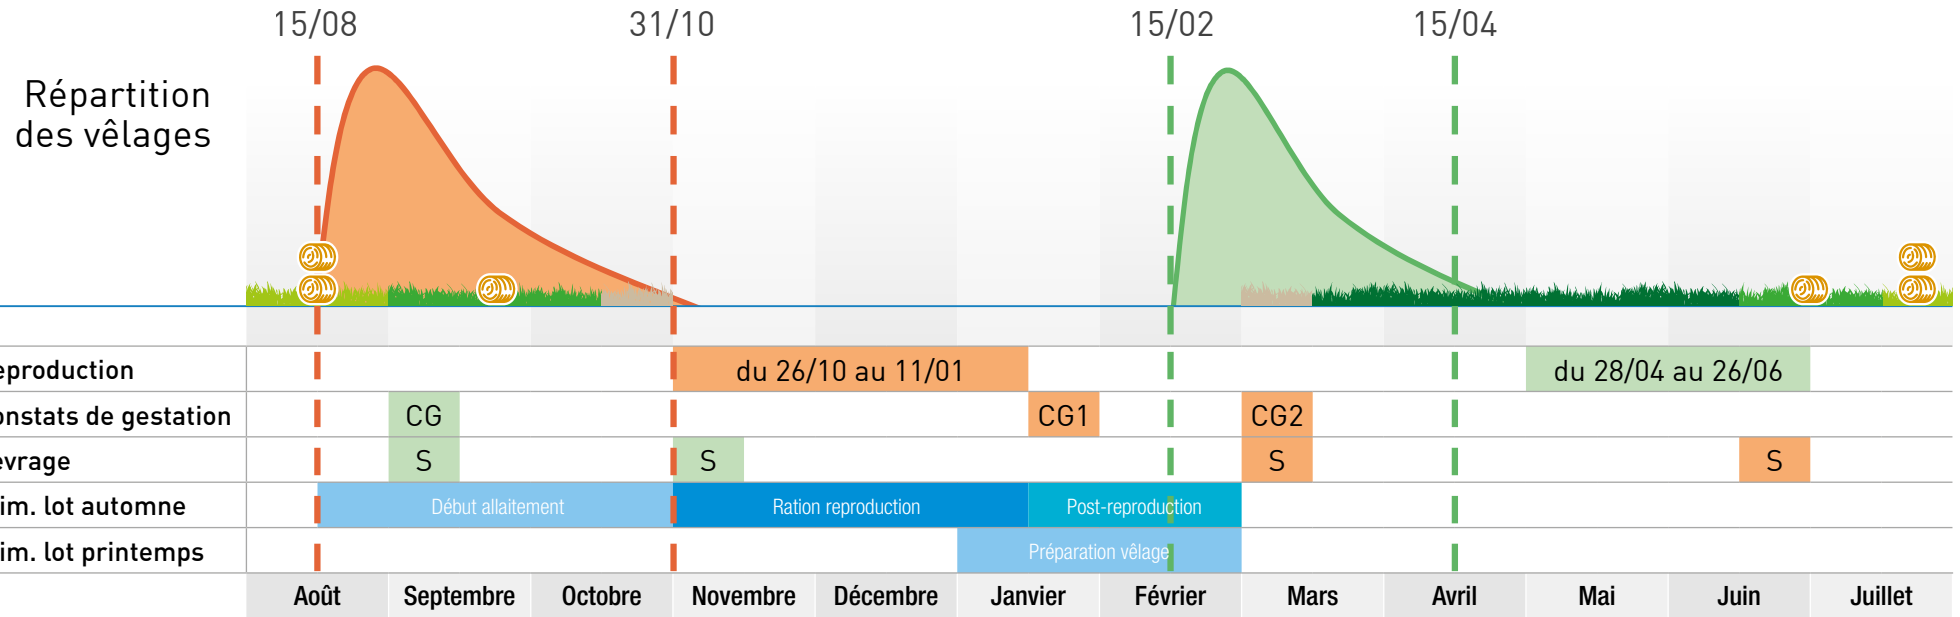 15/08 31/10 15/02 15/04
Répartition
des vêlages
eproduction du 26/10 au 11/01 du 28/04 au 26/06
onstats de gestation CG CG1 CG2
evrage S S S S
im. lot automne Début allaitement Ration reproduction Post-reproduction
im. lot printemps Préparation vêlage
Août Septembre Octobre Novembre Décembre Janvier Février Mars Avril Mai Juin Juillet